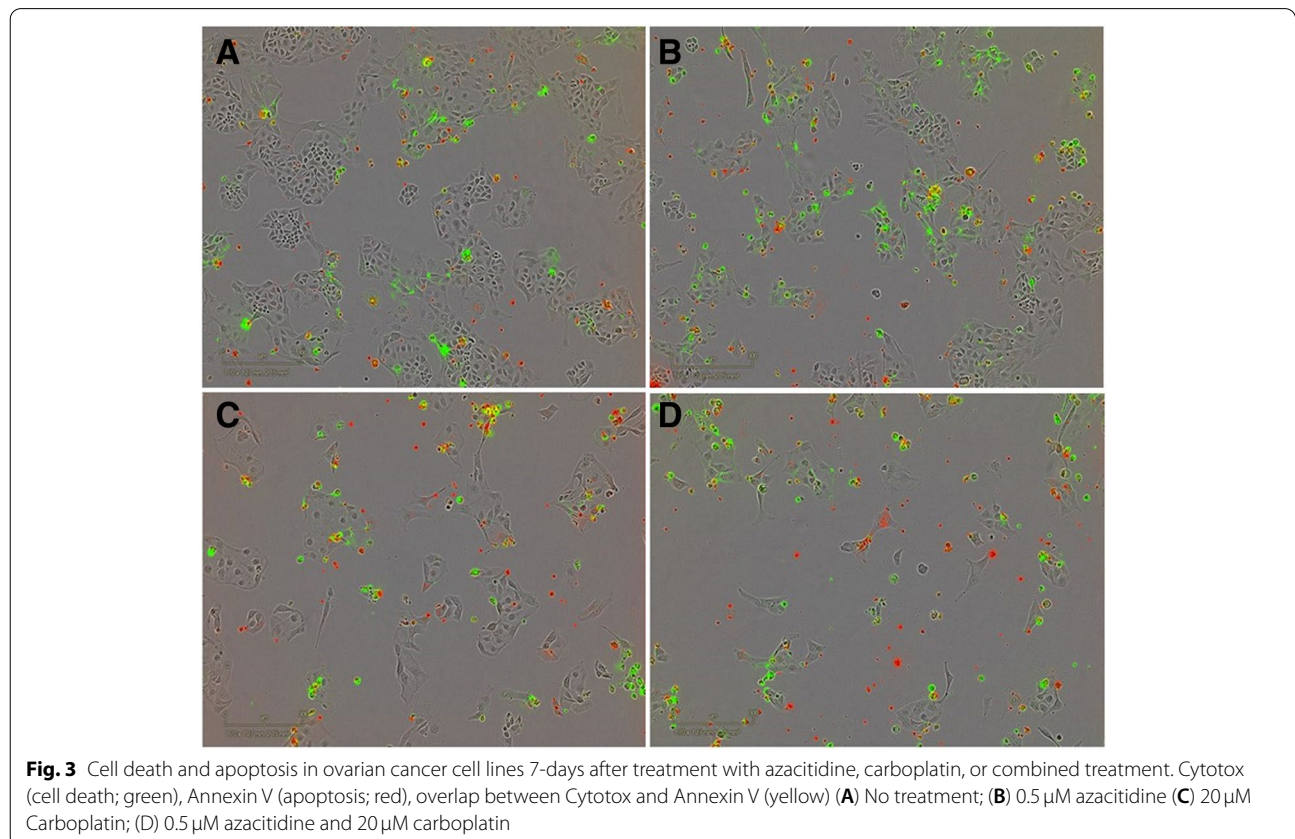 A
B
C
D
Fig. 3 Cell death and apoptosis in ovarian cancer cell lines 7-days after treatment with azacitidine, carboplatin, or combined treatment. Cytotox
(cell death; green), Annexin V (apoptosis; red), overlap between Cytotox and Annexin V (yellow) (A) No treatment; (B) 0.5 μM azacitidine (C) 20 μM
Carboplatin; (D) 0.5 μM azacitidine and 20 μM carboplatin